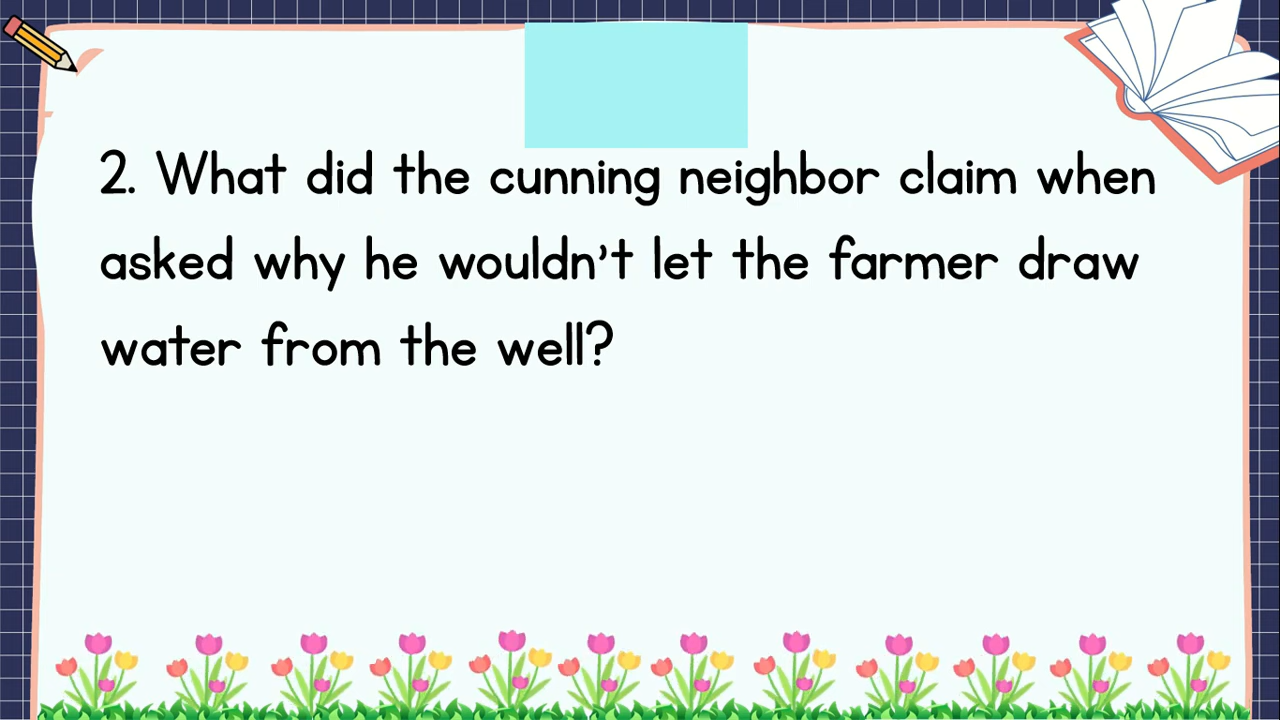 2. What did the cunning neighbor claim when
asked why he wouldn't let the farmer draw
water from the well?